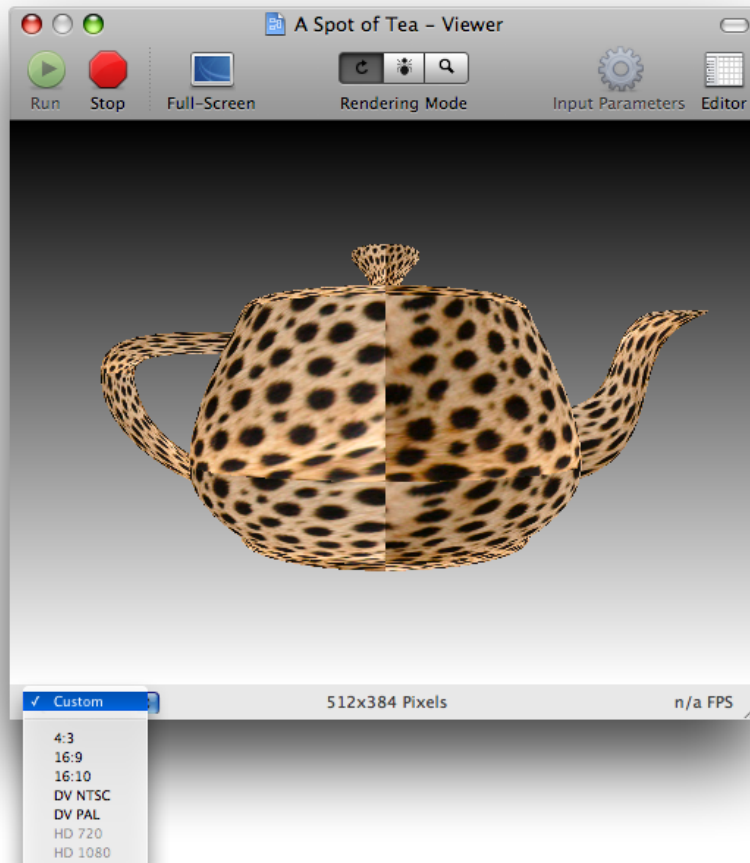 A Spot of Tea – Viewer
Run Stop Full-Screen Rendering Mode Input Parameters Editor
✓ Custom 512x384 Pixels n/a FPS
4:3
16:9
16:10
DV NTSC
DV PAL
HD 720
HD 1080